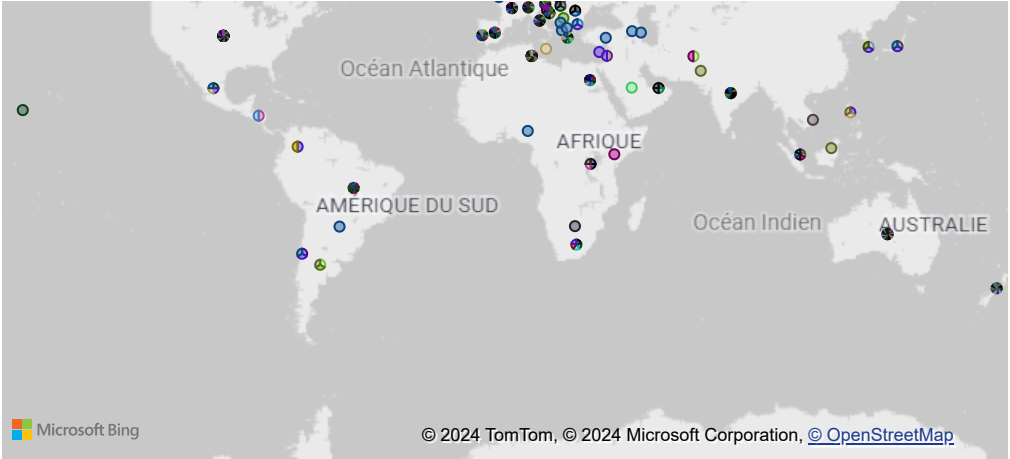 Océan Atlantique
AFRIQUE
AMÉRIQUE DU SUD
Océan Indien
AUSTRALIE
Microsoft Bing
© 2024 TomTom, © 2024 Microsoft Corporation, © OpenStreetMap